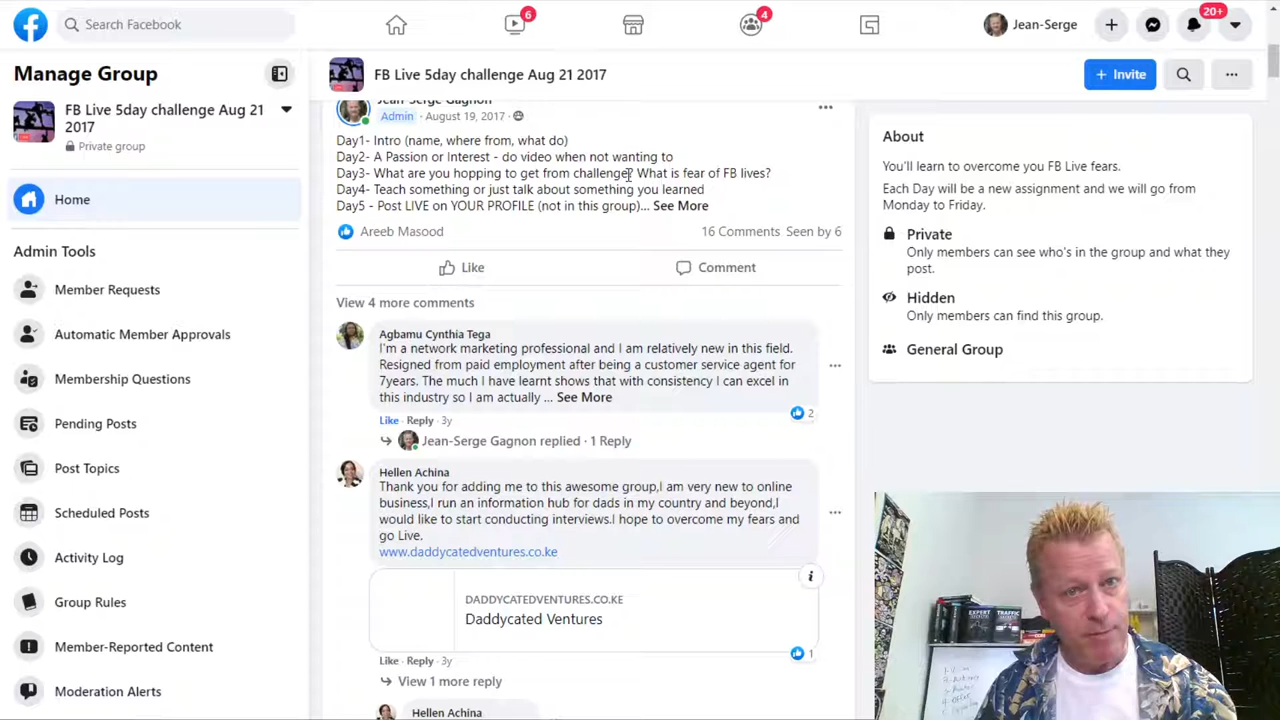 Search Facebook
6
4
Jean-Serge
20+
Manage Group
FB Live 5day challenge Aug 21
2017
Private group
Home
Admin Tools
Member Requests
Automatic Member Approvals
Membership Questions
Pending Posts
Post Topics
Scheduled Posts
Activity Log
Group Rules
Member-Reported Content
Moderation Alerts
FB Live 5day challenge Aug 21 2017
+ Invite
Jean-Serge Gagnon
Admin · August 19, 2017 ·
Day1- Intro (name, where from, what do)
Day2- A Passion or Interest - do video when not wanting to
Day3- What are you hopping to get from challenge? What is fear of FB lives?
Day4- Teach something or just talk about something you learned
Day5 - Post LIVE on YOUR PROFILE (not in this group)... See More
Areeb Masood
16 Comments Seen by 6
Like
Comment
View 4 more comments
Agbamu Cynthia Tega
I'm a network marketing professional and I am relatively new in this field.
Resigned from paid employment after being a customer service agent for
7years. The much I have learnt shows that with consistency I can excel in
this industry so I am actually ... See More
2
Like · Reply · 3y
Jean-Serge Gagnon replied · 1 Reply
Hellen Achina
Thank you for adding me to this awesome group,I am very new to online
business,I run an information hub for dads in my country and beyond,I
would like to start conducting interviews.I hope to overcome my fears and
go Live.
www.daddycatedventures.co.ke
DADDYCATEDVENTURES.CO.KE
Daddycated Ventures
1
Like · Reply · 3y
View 1 more reply
Hellen Achina
About
You'll learn to overcome you FB Live fears.
Each Day will be a new assignment and we will go from
Monday to Friday.
Private
Only members can see who's in the group and what they
post.
Hidden
Only members can find this group.
General Group
EXPERT
SECRETS
TRAFFIC
SECRETS